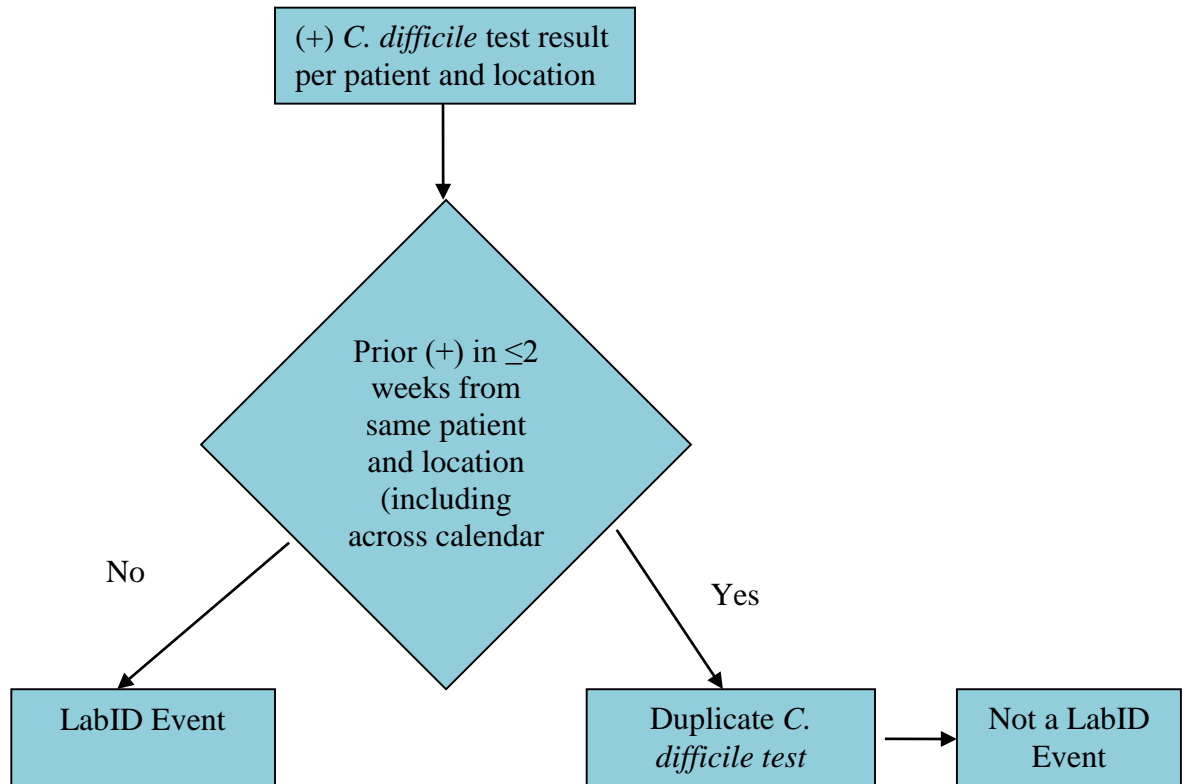 (+) C. difficile test result
per patient and location
Prior (+) in ≤2
weeks from
same patient
and location
(including
across calendar
No
Yes
LabID Event
Duplicate C.
difficile test
Not a LabID
Event